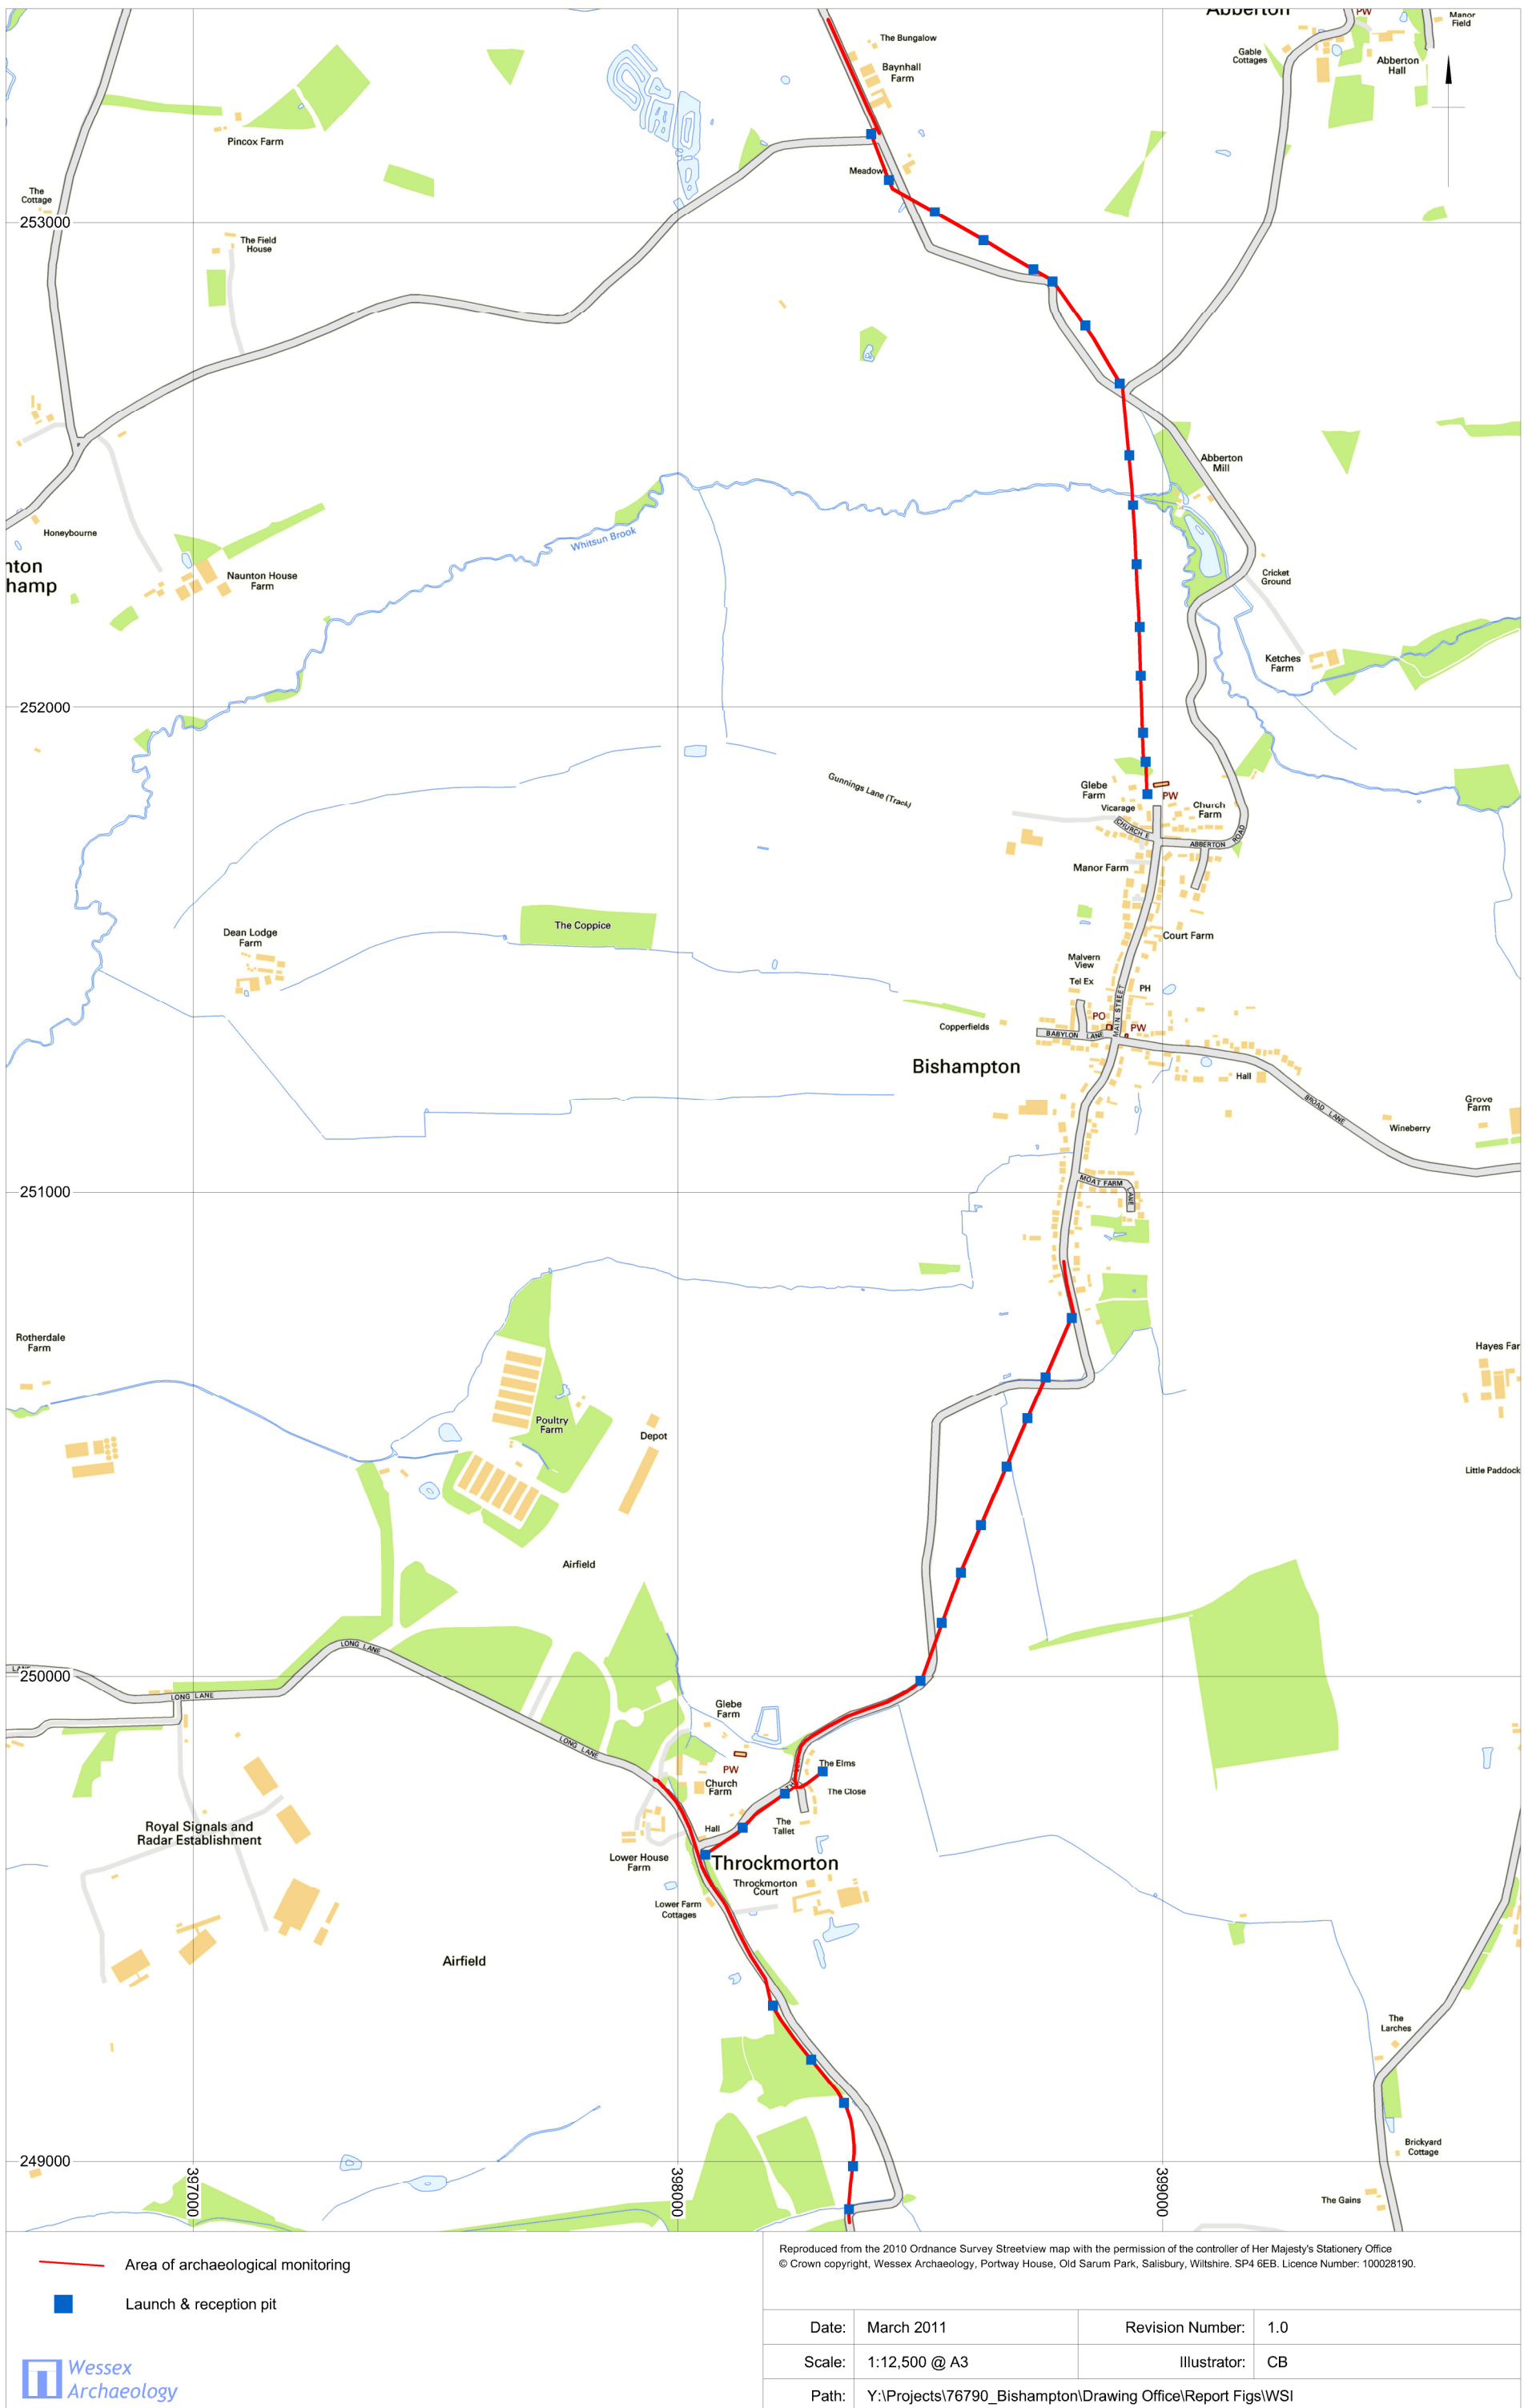 Abberton
PW
Manor
Field
The Bungalow
Gable
Cottages
Abberton
Hall
Baynhall
Farm
Pincox Farm
Meadow
The
Cottage
253000
The Field
House
Abberton
Mill
Honeybourne
Whitsun Brook
nton
hamp
Naunton House
Farm
Cricket
Ground
Ketches
Farm
252000
Gunnings Lane (Track)
Glebe
Farm
PW
Vicarage
Church
Farm
CHURCH E
ABBERTON
ROAD
Manor Farm
The Coppice
Dean Lodge
Farm
Court Farm
Malvern
View
Tel Ex
PH
MAIN STREET
PO
PW
Copperfields
BABYLON LANE
Bishampton
Hall
BROAD LANE
Grove
Farm
Wineberry
251000
MOAT FARM
LANE
Rotherdale
Farm
Hayes Far
Poultry
Farm
Depot
Little Paddock
Airfield
LONG LANE
LANE
250000
LONG LANE
Glebe
Farm
LONG LANE
PW
The Elms
Church
Farm
The Close
Royal Signals and
Radar Establishment
Hall
The
Tallet
Lower House
Farm
Throckmorton
Throckmorton
Court
Lower Farm
Cottages
Airfield
The
Larches
Brickyard
Cottage
249000
397000
398000
399000
The Gains
Area of archaeological monitoring
Launch & reception pit
Wessex
Archaeology
Reproduced from the 2010 Ordnance Survey Streetview map with the permission of the controller of Her Majesty's Stationery Office
© Crown copyright, Wessex Archaeology, Portway House, Old Sarum Park, Salisbury, Wiltshire. SP4 6EB. Licence Number: 100028190.
Date: March 2011 Revision Number: 1.0
Scale: 1:12,500 @ A3 Illustrator: CB
Path: Y:\Projects\76790_Bishampton\Drawing Office\Report Figs\WSI